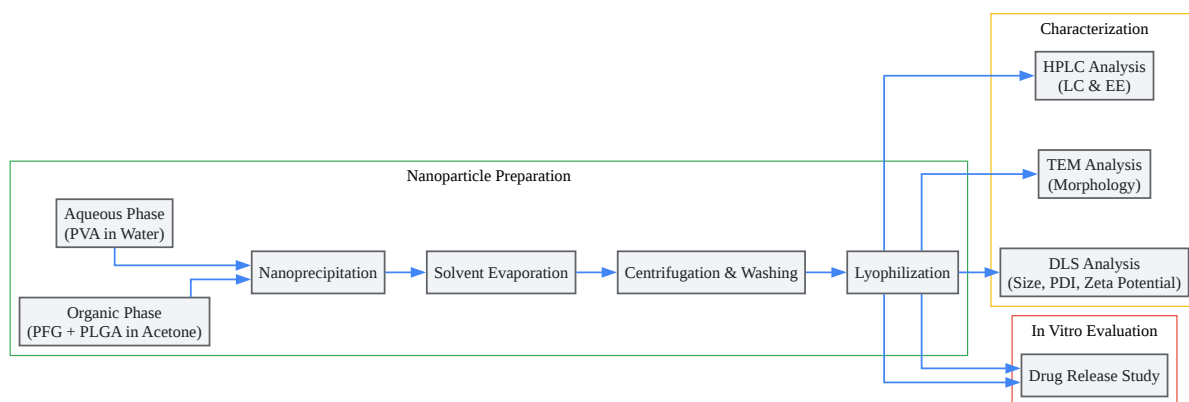 Characterization
HPLC Analysis
(LC & EE)
TEM Analysis
(Morphology)
Nanoparticle Preparation
Aqueous Phase
(PVA in Water)
Nanoprecipitation
Solvent Evaporation
Centrifugation & Washing
Lyophilization
DLS Analysis
(Size, PDI, Zeta Potential)
Organic Phase
(PFG + PLGA in Acetone)
In Vitro Evaluation
Drug Release Study